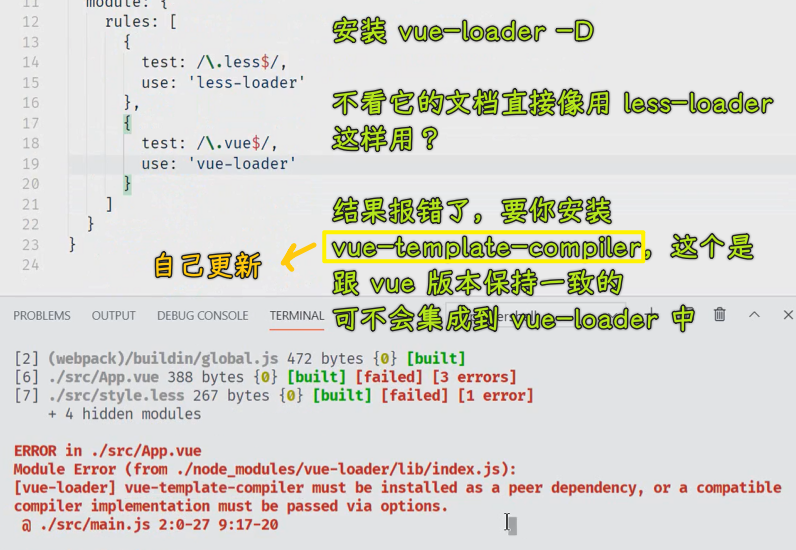 11 module: {
12 rules: [
13 {
14 test: /\.less$/,
15 use: 'less-loader'
16 },
17 {
18 test: /\.vue$/,
19 use: 'vue-loader'
20 }
21 ]
22 }
23 }
24
安装 vue-loader -D
不看它的文档直接像用 less-loader
这样用？
结果报错了，要你安装
vue-template-compiler，这个是
跟 vue 版本保持一致的
可不会集成到 vue-loader 中
自己更新
PROBLEMS OUTPUT DEBUG CONSOLE TERMINAL
[2] (webpack)/buildin/global.js 472 bytes {0} [built]
[6] ./src/App.vue 388 bytes {0} [built] [failed] [3 errors]
[7] ./src/style.less 267 bytes {0} [built] [failed] [1 error]
+ 4 hidden modules
ERROR in ./src/App.vue
Module Error (from ./node_modules/vue-loader/lib/index.js):
[vue-loader] vue-template-compiler must be installed as a peer dependency, or a compatible
compiler implementation must be passed via options.
@ ./src/main.js 2:0-27 9:17-20